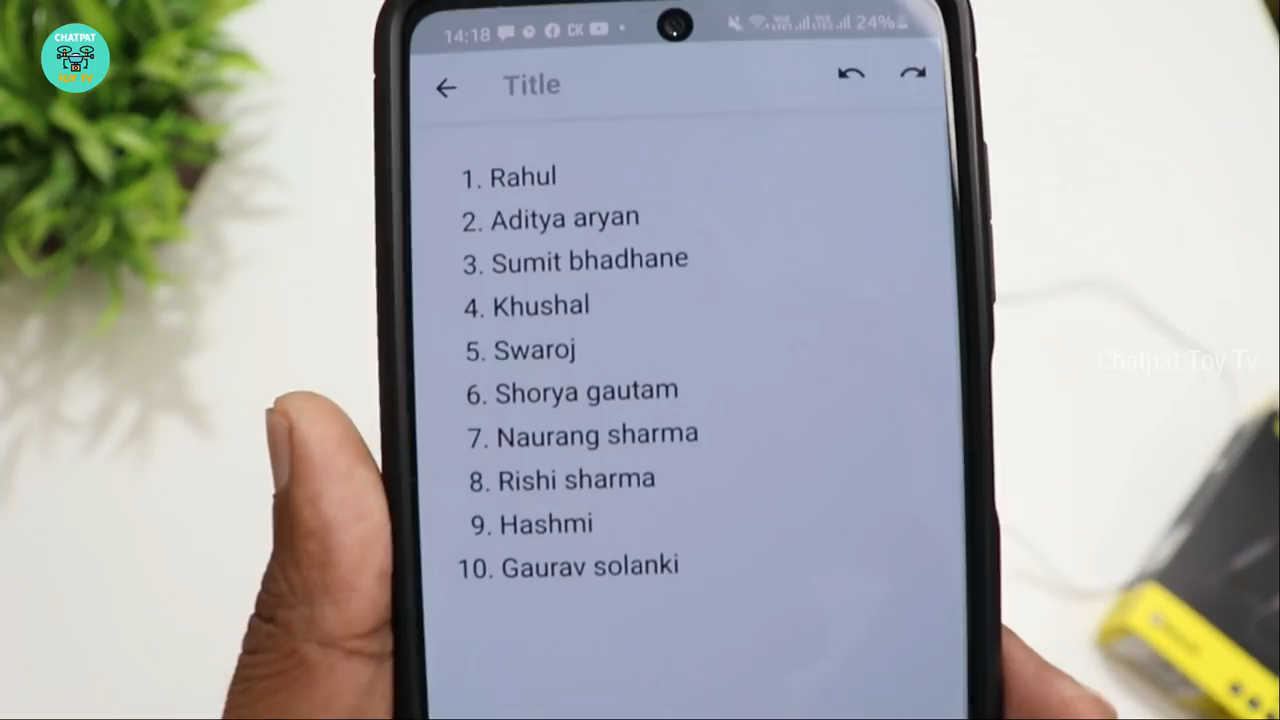 CHATPAT
TOY TV
14:18
CK
24%
Title
1. Rahul
2. Aditya aryan
3. Sumit bhadhane
4. Khushal
5. Swaroj
6. Shorya gautam
7. Naurang sharma
8. Rishi sharma
9. Hashmi
10. Gaurav solanki
Chatpat Toy Tv